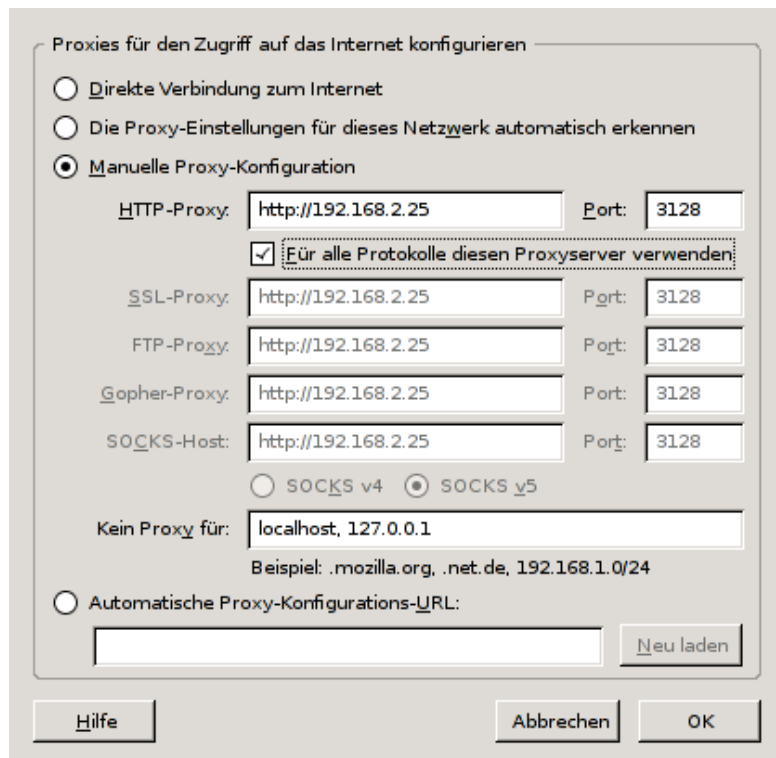 Proxies für den Zugriff auf das Internet konfigurieren
Direkte Verbindung zum Internet
Die Proxy-Einstellungen für dieses Netzwerk automatisch erkennen
Manuelle Proxy-Konfiguration
HTTP-Proxy: http://192.168.2.25 Port: 3128
Für alle Protokolle diesen Proxyserver verwenden
SSL-Proxy: http://192.168.2.25 Port: 3128
FTP-Proxy: http://192.168.2.25 Port: 3128
Gopher-Proxy: http://192.168.2.25 Port: 3128
SOCKS-Host: http://192.168.2.25 Port: 3128
SOCKS v4 SOCKS v5
Kein Proxy für: localhost, 127.0.0.1
Beispiel: .mozilla.org, .net.de, 192.168.1.0/24
Automatische Proxy-Konfigurations-URL:
Neu laden
Hilfe Abbrechen OK